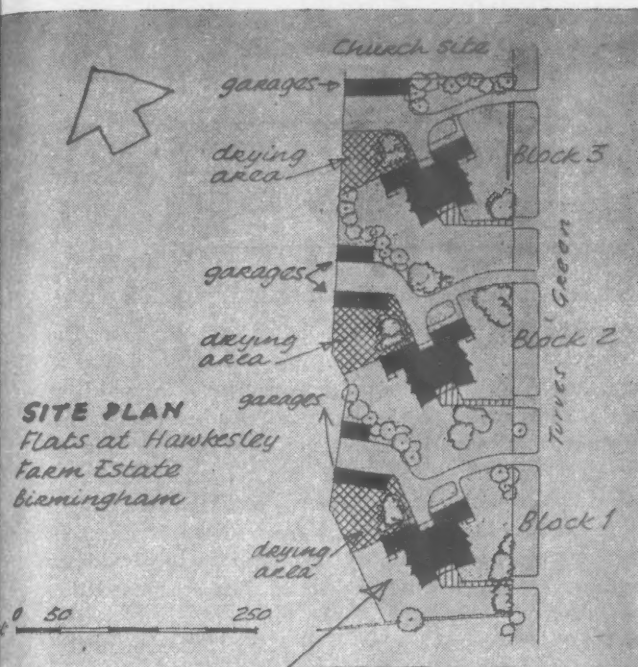 Church site
garages
drying
area
Block 3
garages
Turves Green
drying
area
Block 2
garages
SITE PLAN
Flats at Hawkesley
Farm Estate
Birmingham
Block 1
drying
area
0 50 250